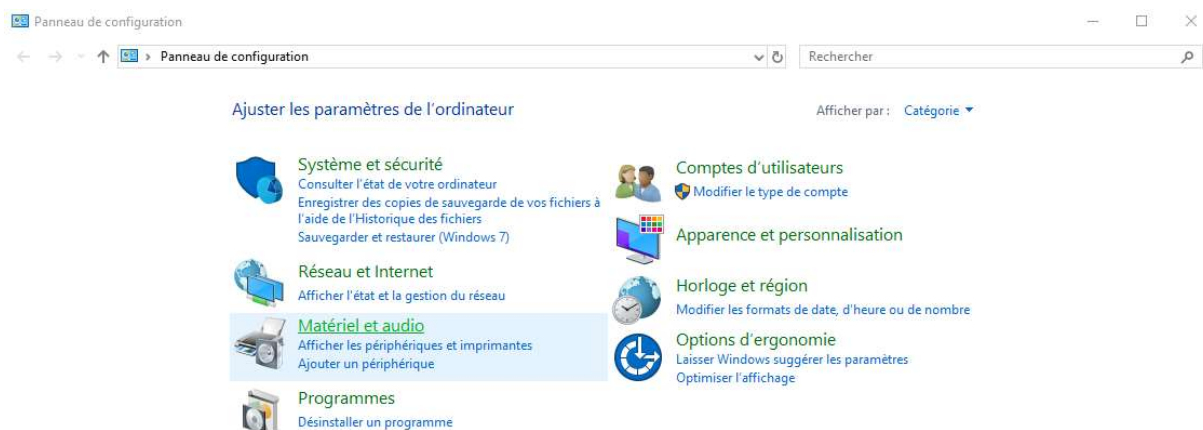 Panneau de configuration
Panneau de configuration
Rechercher
Ajuster les paramètres de l'ordinateur
Afficher par : Catégorie
Système et sécurité
Consulter l'état de votre ordinateur
Enregistrer des copies de sauvegarde de vos fichiers à
l'aide de l'Historique des fichiers
Sauvegarder et restaurer (Windows 7)
Réseau et Internet
Afficher l'état et la gestion du réseau
Matériel et audio
Afficher les périphériques et imprimantes
Ajouter un périphérique
Programmes
Désinstaller un programme
Comptes d'utilisateurs
Modifier le type de compte
Apparence et personnalisation
Horloge et région
Modifier les formats de date, d'heure ou de nombre
Options d'ergonomie
Laisser Windows suggérer les paramètres
Optimiser l'affichage